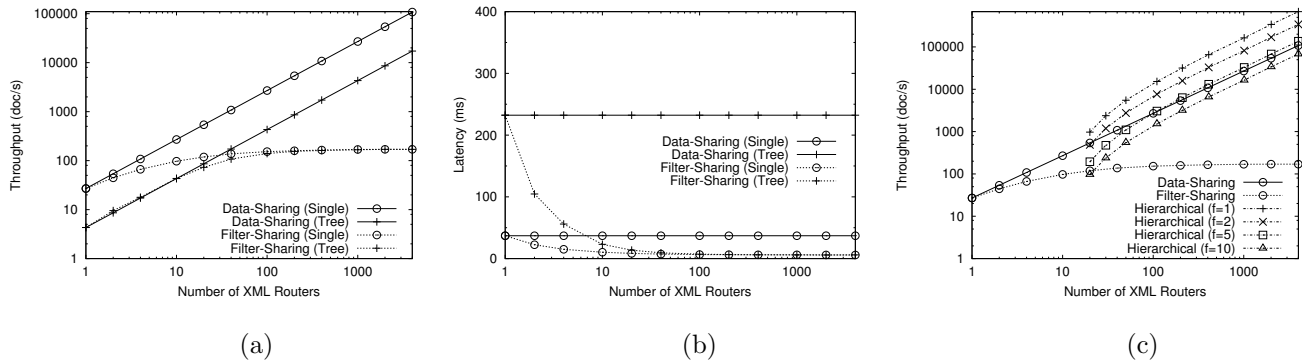 Throughput (doc/s)
100000
10000
1000
100
10
1
1 10 100 1000
Number of XML Routers
Data-Sharing (Single)
Data-Sharing (Tree)
Filter-Sharing (Single)
Filter-Sharing (Tree)
(a)
Latency (ms)
400
300
200
100
0
1 10 100 1000
Number of XML Routers
Data-Sharing (Single)
Data-Sharing (Tree)
Filter-Sharing (Single)
Filter-Sharing (Tree)
(b)
Throughput (doc/s)
100000
10000
1000
100
10
1
1 10 100 1000
Number of XML Routers
Data-Sharing
Filter-Sharing
Hierarchical (f=1)
Hierarchical (f=2)
Hierarchical (f=5)
Hierarchical (f=10)
(c)